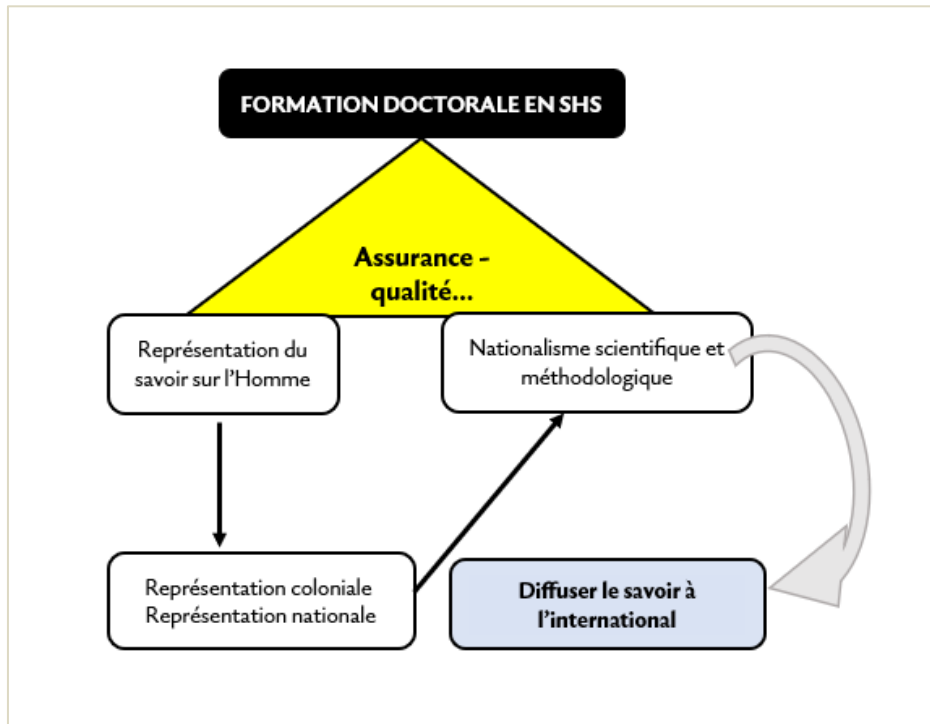 FORMATION DOCTORALE EN SHS
Assurance -
qualité...
Représentation du
savoir sur l'Homme
Nationalisme scientifique et
méthodologique
Représentation coloniale
Représentation nationale
Diffuser le savoir à
l'international